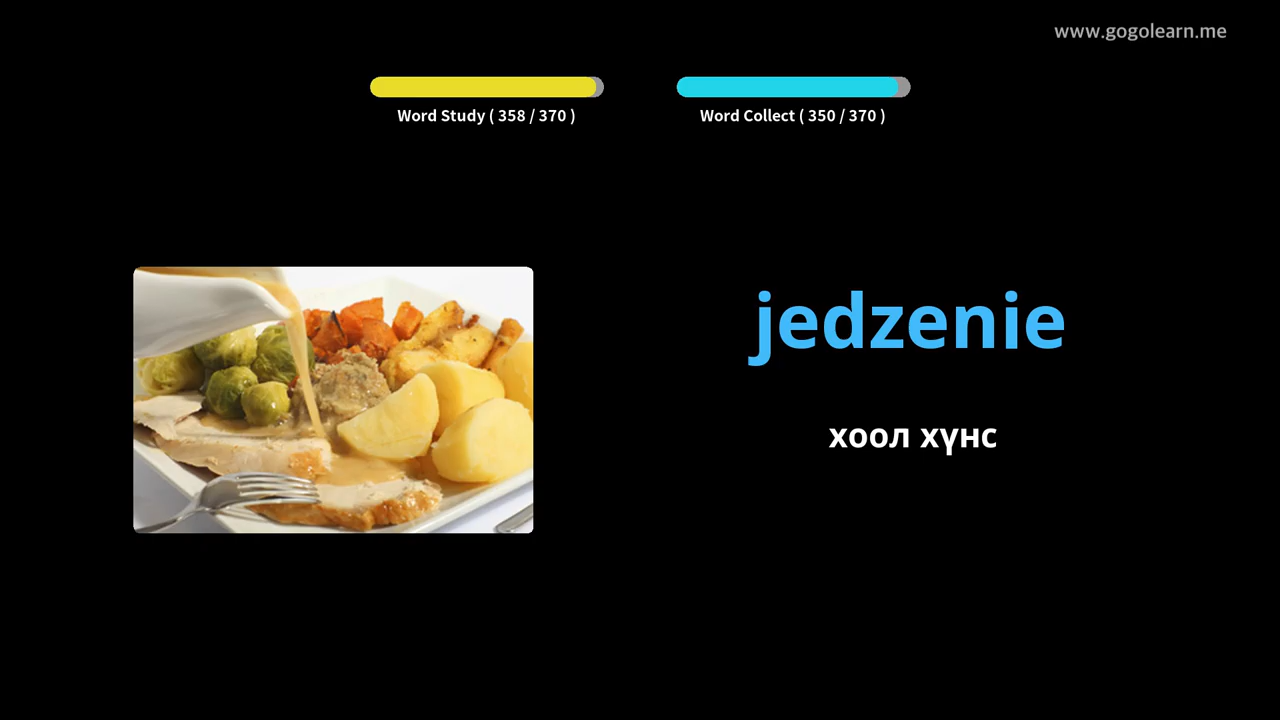 www.gogolearn.me
Word Study ( 358 / 370 )
Word Collect ( 350 / 370 )
jedzenie
хоол хүнс